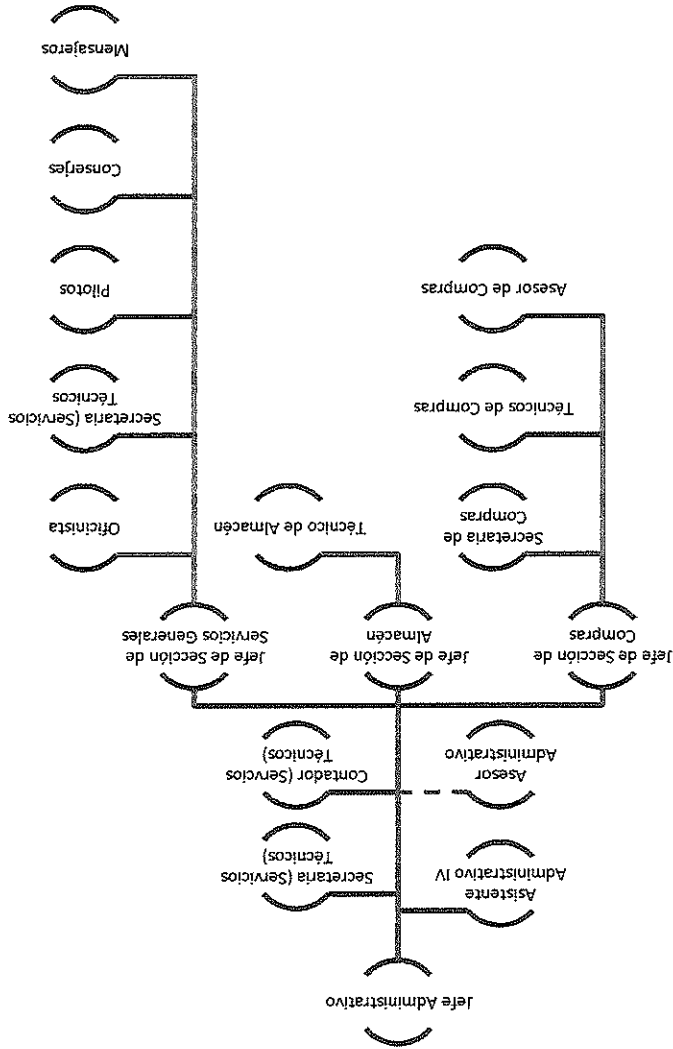 Jefe Administrativo
Asistente
Administrativo IV
Secretaria (Servicios
Técnicos)
Asesor
Administrativo
Contador (Servcios
Técnicos)
Jefe de Sección de
Compras
Jefe de Sección de
Almacén
Jefe de Sección de
Servicios Generales
Secretaria de
Compras
Técnico de Almacén
Oficinista
Técnicos de Compras
Secretaria (Servicios
Técnicos
Asesor de Compras
Pilotos
Conserjes
Mensajeros